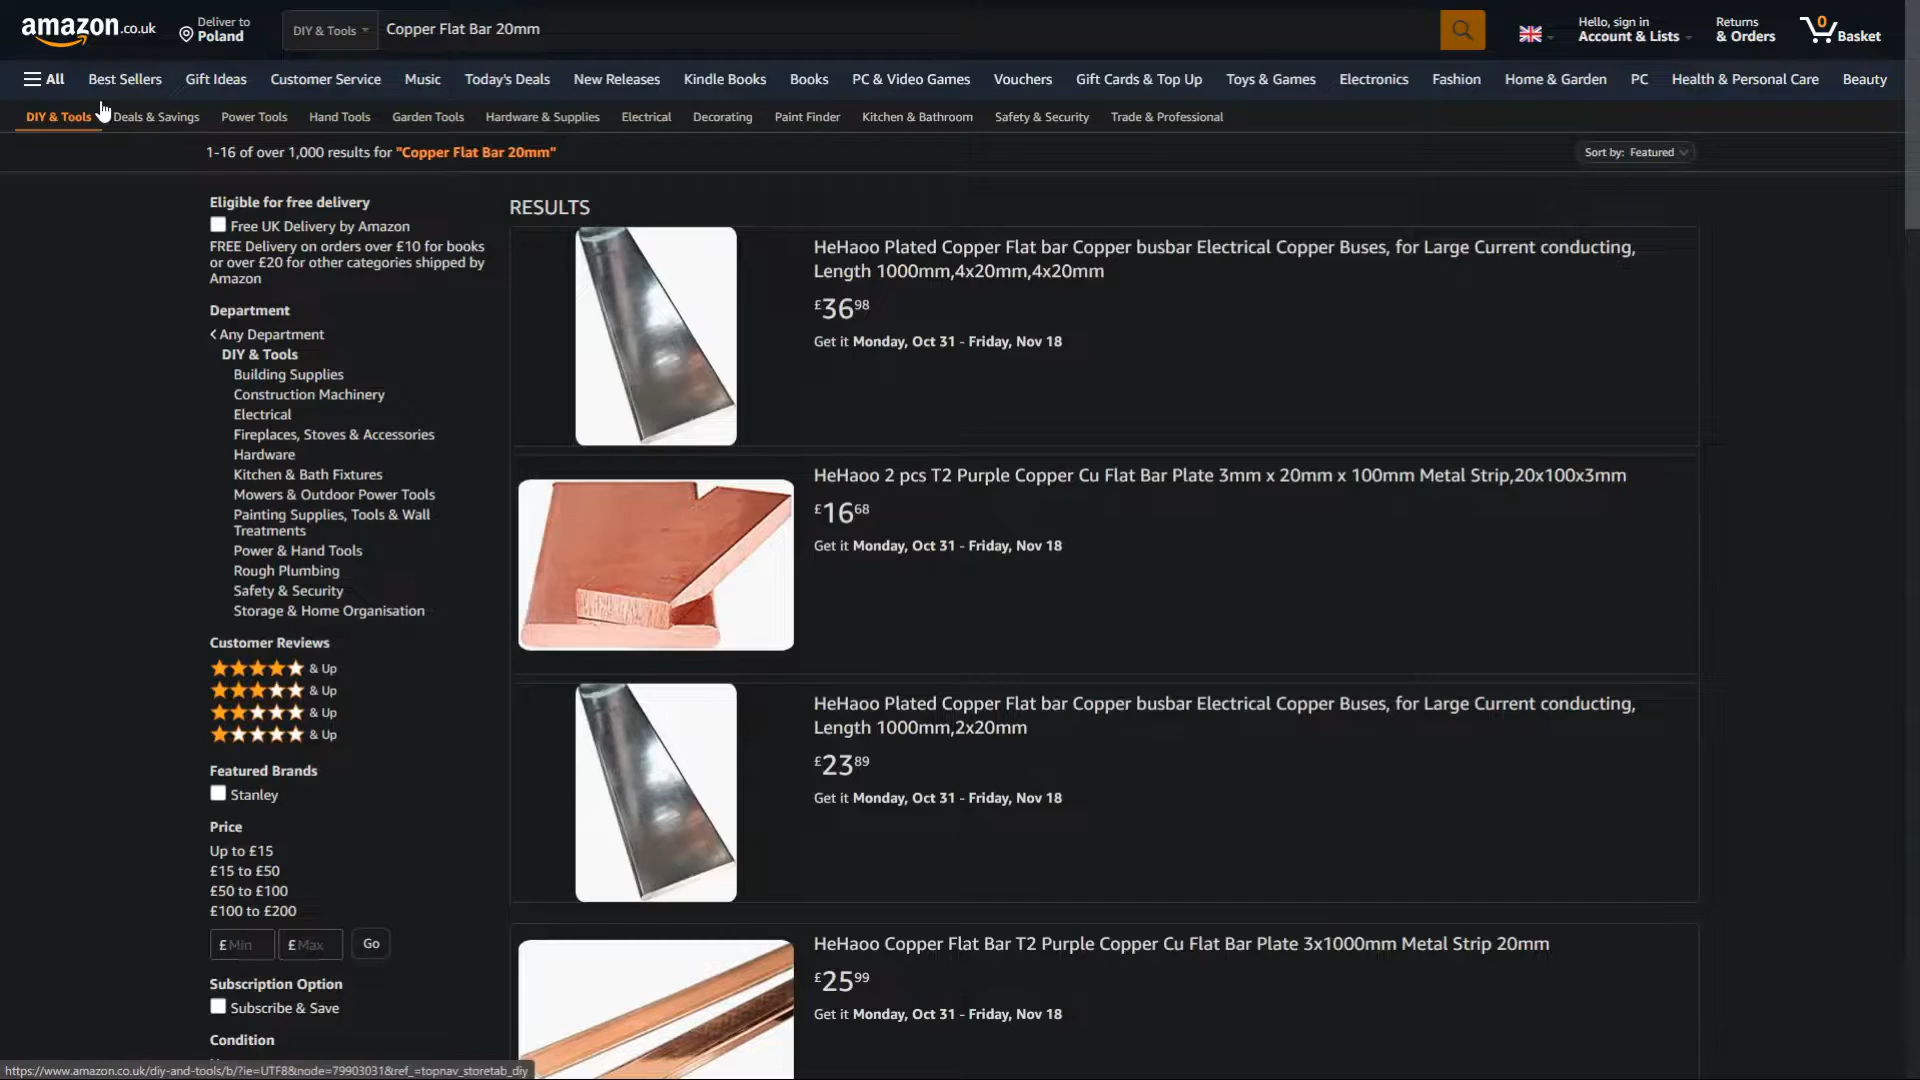 amazon.co.uk
Deliver to
Poland
DIY & Tools
Copper Flat Bar 20mm
Hello, sign in
Account & Lists
Returns
& Orders
0
Basket
All
Best Sellers
Gift Ideas
Customer Service
Music
Today's Deals
New Releases
Kindle Books
Books
PC & Video Games
Vouchers
Gift Cards & Top Up
Toys & Games
Electronics
Fashion
Home & Garden
PC
Health & Personal Care
Beauty
DIY & Tools
Deals & Savings
Power Tools
Hand Tools
Garden Tools
Hardware & Supplies
Electrical
Decorating
Paint Finder
Kitchen & Bathroom
Safety & Security
Trade & Professional
1-16 of over 1,000 results for "Copper Flat Bar 20mm"
Sort by: Featured
Eligible for free delivery
Free UK Delivery by Amazon
FREE Delivery on orders over £10 for books
or over £20 for other categories shipped by
Amazon
Department
Any Department
DIY & Tools
Building Supplies
Construction Machinery
Electrical
Fireplaces, Stoves & Accessories
Hardware
Kitchen & Bath Fixtures
Mowers & Outdoor Power Tools
Painting Supplies, Tools & Wall
Treatments
Power & Hand Tools
Rough Plumbing
Safety & Security
Storage & Home Organisation
Customer Reviews
& Up
& Up
& Up
& Up
Featured Brands
Stanley
Price
Up to £15
£15 to £50
£50 to £100
£100 to £200
£ Min
£ Max
Go
Subscription Option
Subscribe & Save
Condition
RESULTS
HeHaoo Plated Copper Flat bar Copper busbar Electrical Copper Buses, for Large Current conducting,
Length 1000mm,4x20mm,4x20mm
£36 98
Get it Monday, Oct 31 - Friday, Nov 18
HeHaoo 2 pcs T2 Purple Copper Cu Flat Bar Plate 3mm x 20mm x 100mm Metal Strip,20x100x3mm
£16 68
Get it Monday, Oct 31 - Friday, Nov 18
HeHaoo Plated Copper Flat bar Copper busbar Electrical Copper Buses, for Large Current conducting,
Length 1000mm,2x20mm
£23 89
Get it Monday, Oct 31 - Friday, Nov 18
HeHaoo Copper Flat Bar T2 Purple Copper Cu Flat Bar Plate 3x1000mm Metal Strip 20mm
£25 99
Get it Monday, Oct 31 - Friday, Nov 18
https://www.amazon.co.uk/diy-and-tools/b/?ie=UTF8&node=79903031&ref_=topnav_storetab_diy